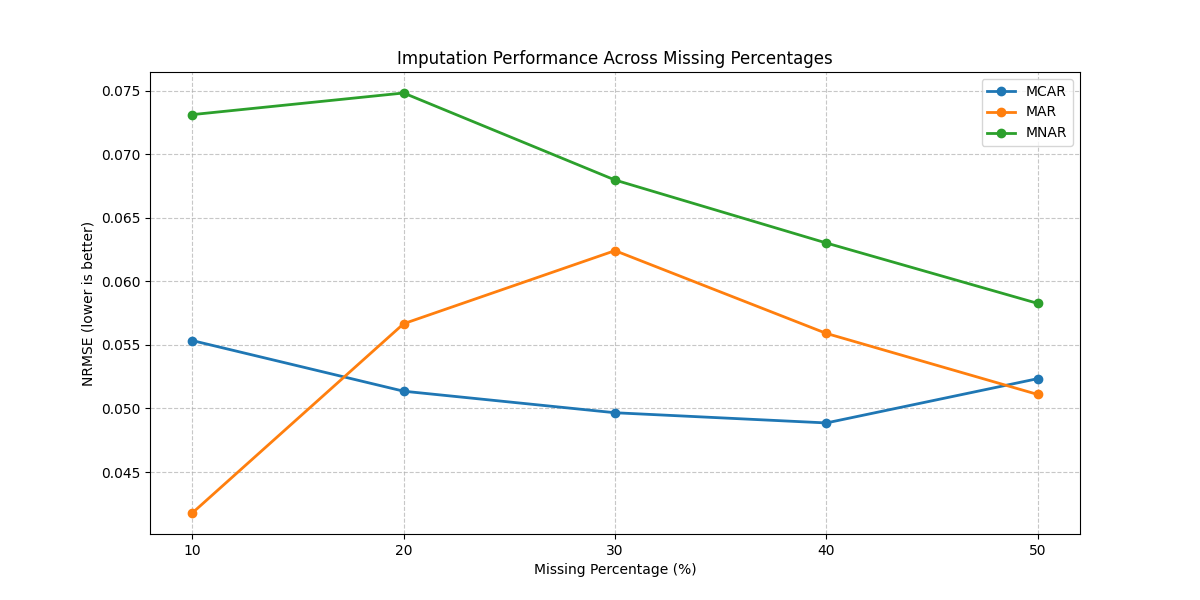 Imputation Performance Across Missing Percentages
NRMSE (lower is better)
0.075
0.070
0.065
0.060
0.055
0.050
0.045
MCAR
MAR
MNAR
10 20 30 40 50
Missing Percentage (%)